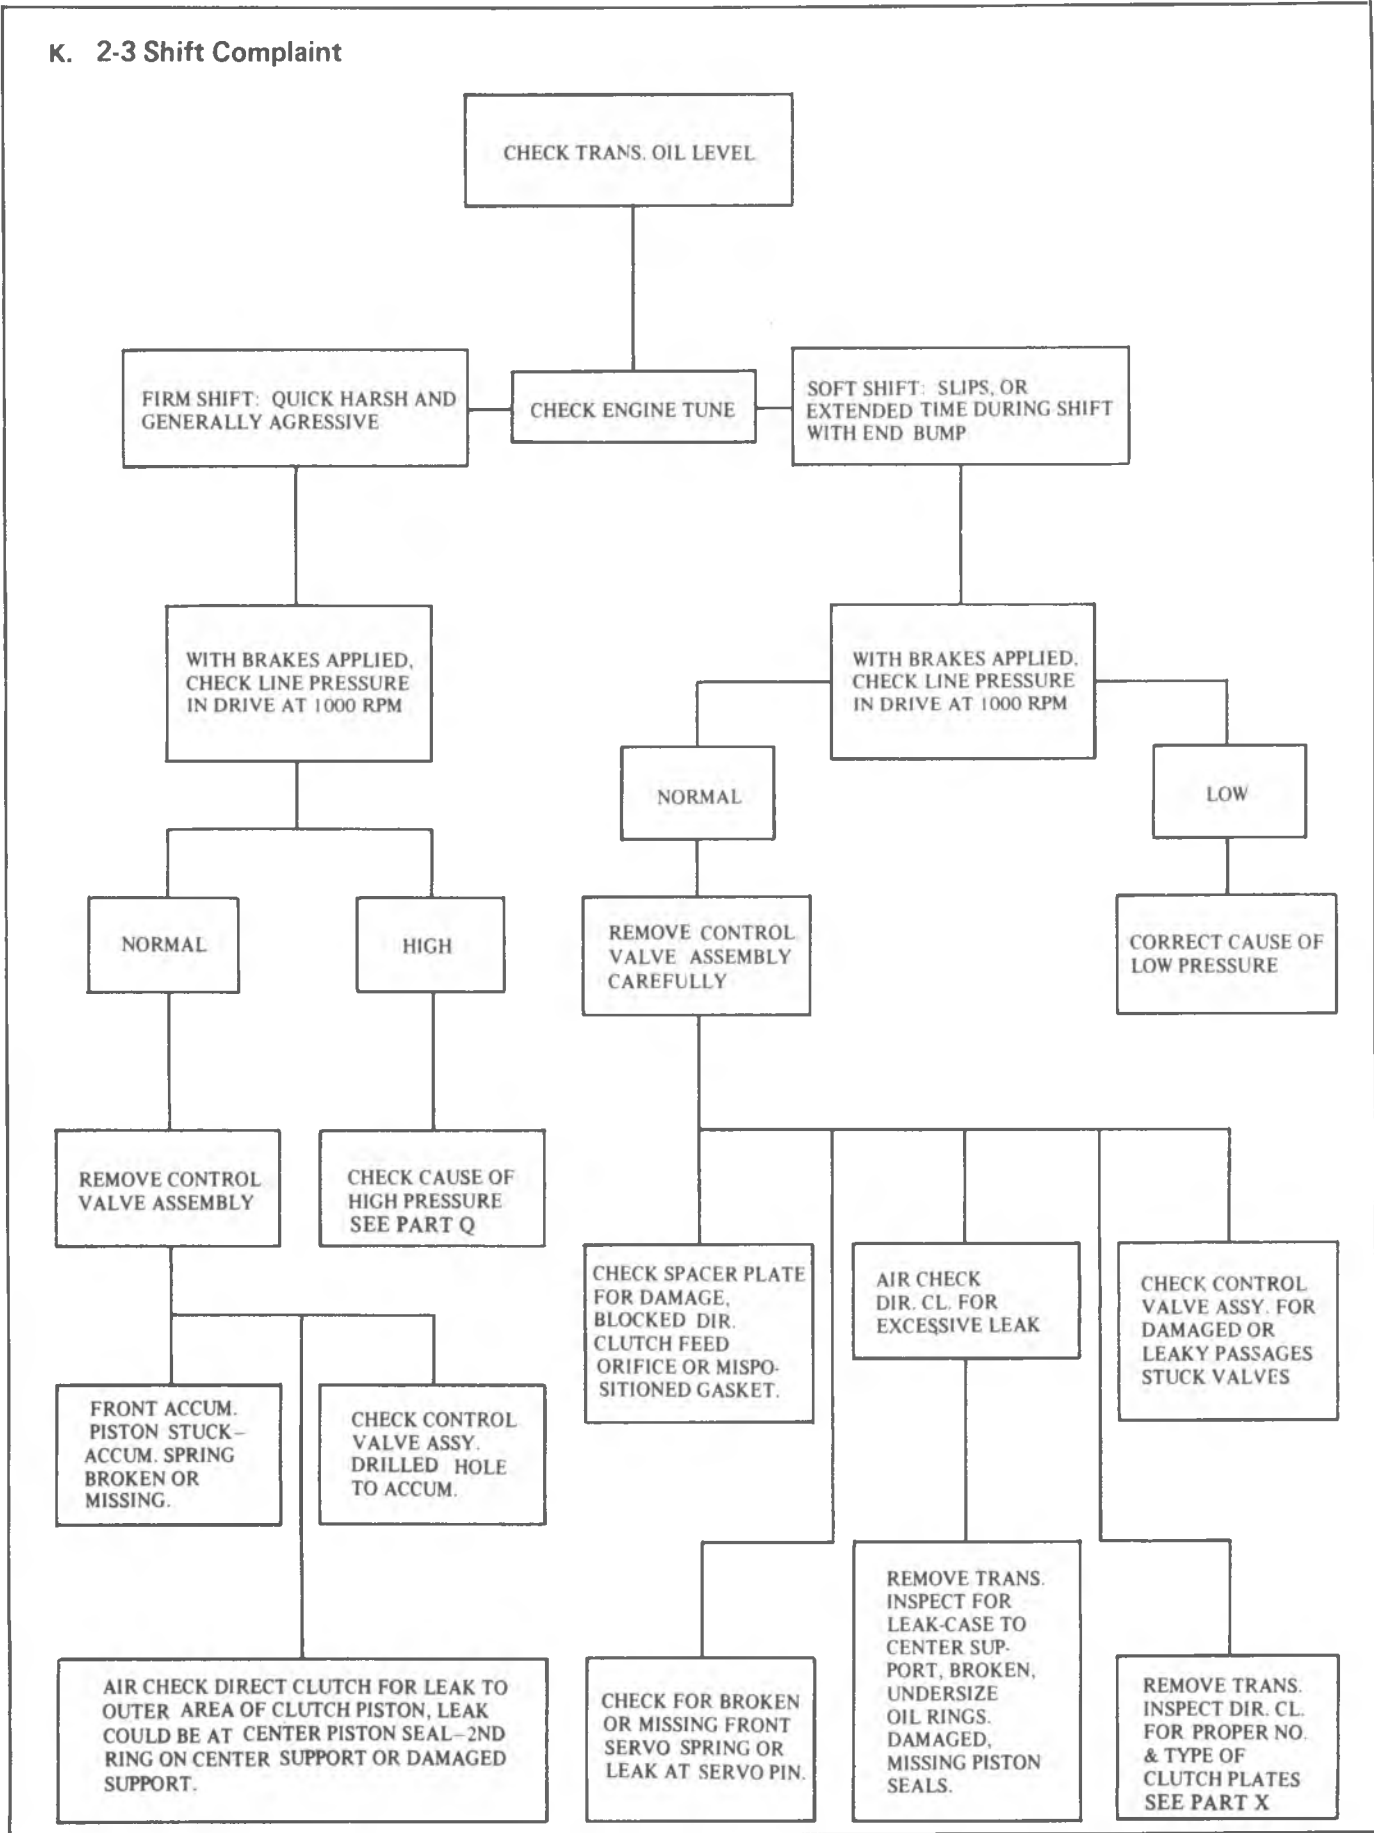 K. 2-3 Shift Complaint
CHECK TRANS. OIL LEVEL
FIRM SHIFT: QUICK HARSH AND
GENERALLY AGRESSIVE
CHECK ENGINE TUNE
SOFT SHIFT: SLIPS, OR
EXTENDED TIME DURING SHIFT
WITH END BUMP
WITH BRAKES APPLIED,
CHECK LINE PRESSURE
IN DRIVE AT 1000 RPM
WITH BRAKES APPLIED,
CHECK LINE PRESSURE
IN DRIVE AT 1000 RPM
NORMAL
LOW
NORMAL
HIGH
REMOVE CONTROL
VALVE ASSEMBLY
CAREFULLY
CORRECT CAUSE OF
LOW PRESSURE
REMOVE CONTROL
VALVE ASSEMBLY
CHECK CAUSE OF
HIGH PRESSURE
SEE PART Q
CHECK SPACER PLATE
FOR DAMAGE,
BLOCKED DIR.
CLUTCH FEED
ORIFICE OR MISPO-
SITIONED GASKET.
AIR CHECK
DIR. CL. FOR
EXCESSIVE LEAK
CHECK CONTROL
VALVE ASSY. FOR
DAMAGED OR
LEAKY PASSAGES
STUCK VALVES
FRONT ACCUM.
PISTON STUCK–
ACCUM. SPRING
BROKEN OR
MISSING.
CHECK CONTROL
VALVE ASSY.
DRILLED HOLE
TO ACCUM.
AIR CHECK DIRECT CLUTCH FOR LEAK TO
OUTER AREA OF CLUTCH PISTON, LEAK
COULD BE AT CENTER PISTON SEAL–2ND
RING ON CENTER SUPPORT OR DAMAGED
SUPPORT.
CHECK FOR BROKEN
OR MISSING FRONT
SERVO SPRING OR
LEAK AT SERVO PIN.
REMOVE TRANS.
INSPECT FOR
LEAK-CASE TO
CENTER SUP-
PORT, BROKEN,
UNDERSIZE
OIL RINGS.
DAMAGED,
MISSING PISTON
SEALS.
REMOVE TRANS.
INSPECT DIR. CL.
FOR PROPER NO.
& TYPE OF
CLUTCH PLATES
SEE PART X